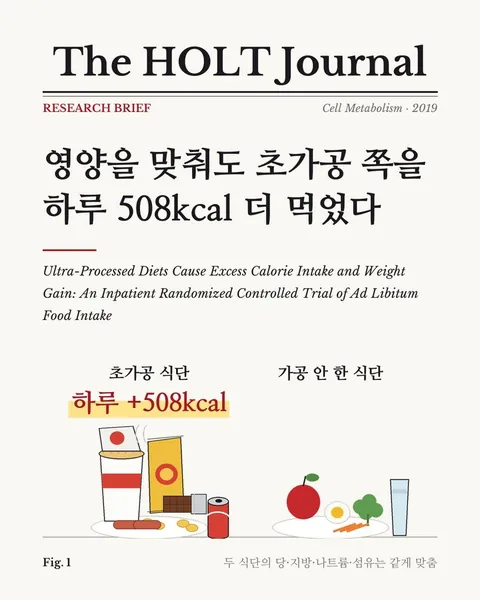 The HOLT Journal
RESEARCH BRIEF
Cell Metabolism · 2019
영양을 맞춰도 초가공 쪽을
하루 508kcal 더 먹었다
Ultra-Processed Diets Cause Excess Calorie Intake and Weight
Gain: An Inpatient Randomized Controlled Trial of Ad Libitum
Food Intake
초가공 식단
가공 안 한 식단
하루 +508kcal
Fig. 1
두 식단의 당·지방·나트륨·섬유는 같게 맞춤